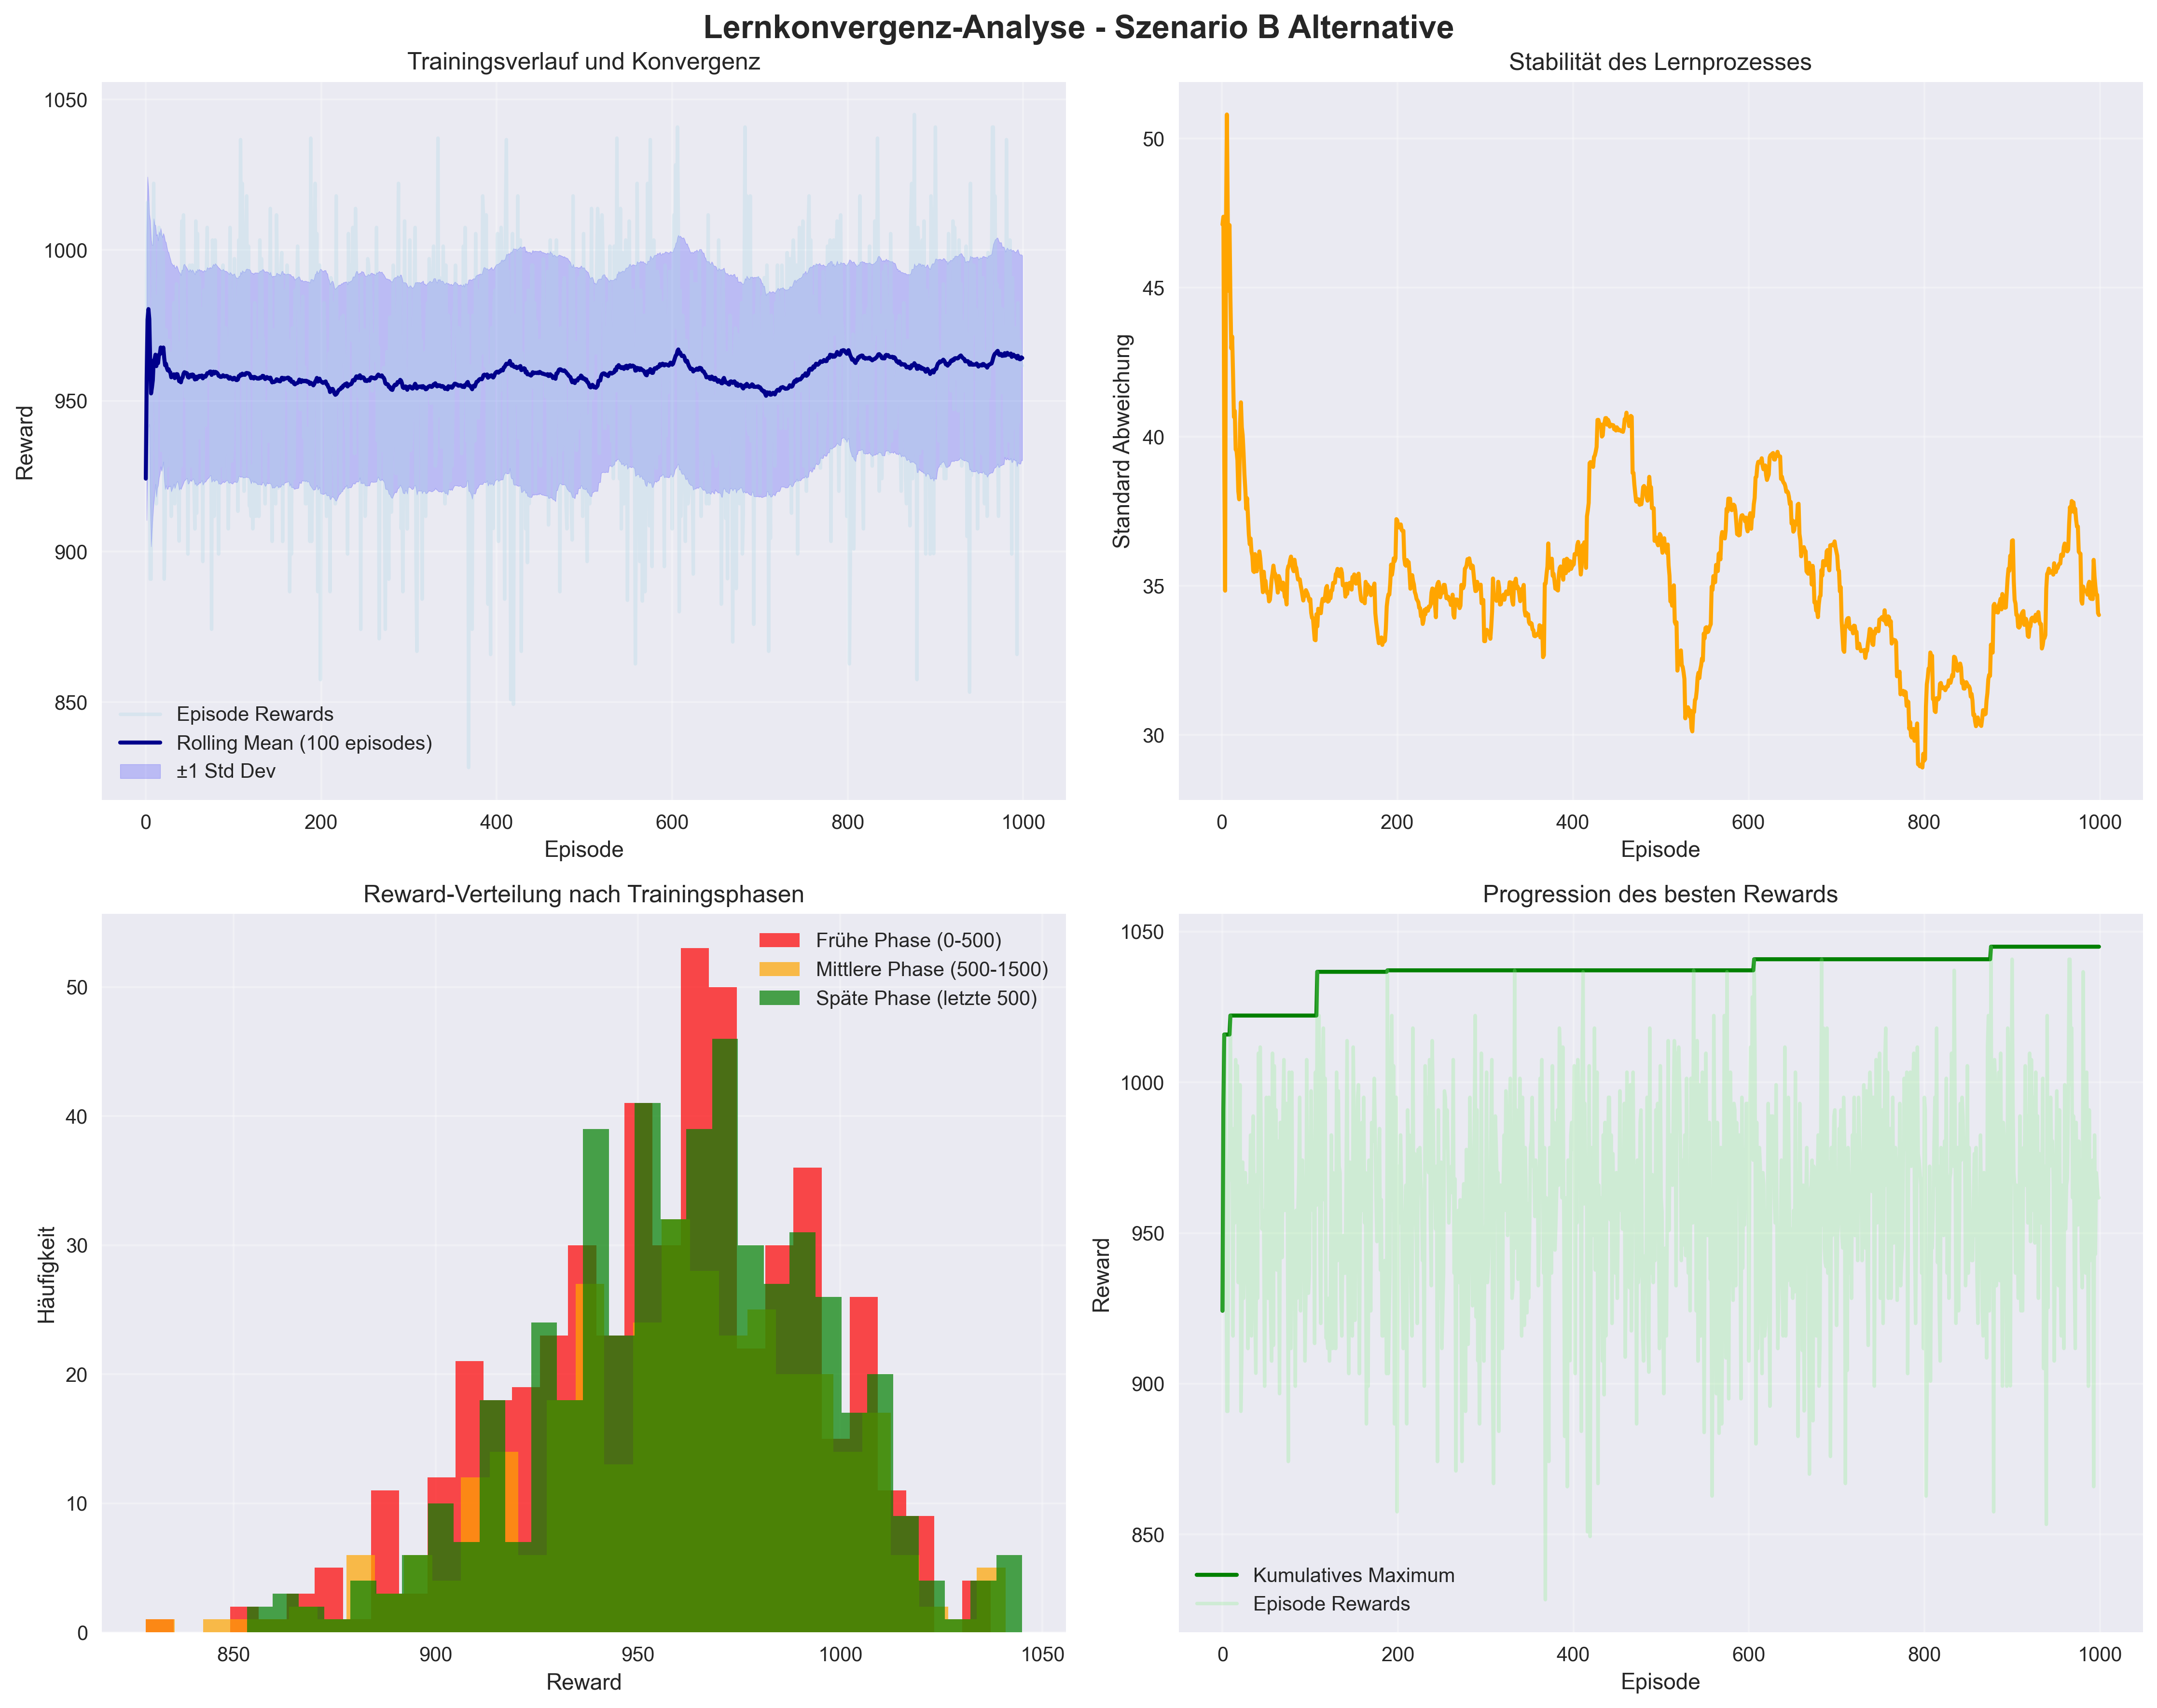 Lernkonvergenz-Analyse - Szenario B Alternative
Trainingsverlauf und Konvergenz
1050
1000
950
900
850
Reward
Episode Rewards
Rolling Mean (100 episodes)
±1 Std Dev
0 200 400 600 800 1000
Episode
Stabilität des Lernprozesses
50
45
40
35
30
Standard Abweichung
0 200 400 600 800 1000
Episode
Reward-Verteilung nach Trainingsphasen
50
40
30
20
10
0
Häufigkeit
Frühe Phase (0-500)
Mittlere Phase (500-1500)
Späte Phase (letzte 500)
850 900 950 1000 1050
Reward
Progression des besten Rewards
1050
1000
950
900
850
Reward
Kumulatives Maximum
Episode Rewards
0 200 400 600 800 1000
Episode